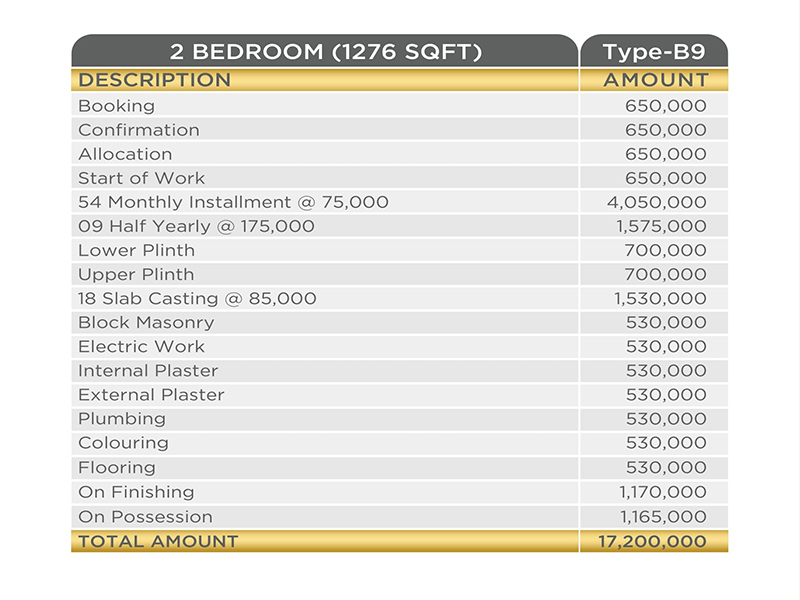 2 BEDROOM (1276 SQFT) Type-B9
DESCRIPTION AMOUNT
Booking 650,000
Confirmation 650,000
Allocation 650,000
Start of Work 650,000
54 Monthly Installment @ 75,000 4,050,000
09 Half Yearly @ 175,000 1,575,000
Lower Plinth 700,000
Upper Plinth 700,000
18 Slab Casting @ 85,000 1,530,000
Block Masonry 530,000
Electric Work 530,000
Internal Plaster 530,000
External Plaster 530,000
Plumbing 530,000
Colouring 530,000
Flooring 530,000
On Finishing 1,170,000
On Possession 1,165,000
TOTAL AMOUNT 17,200,000